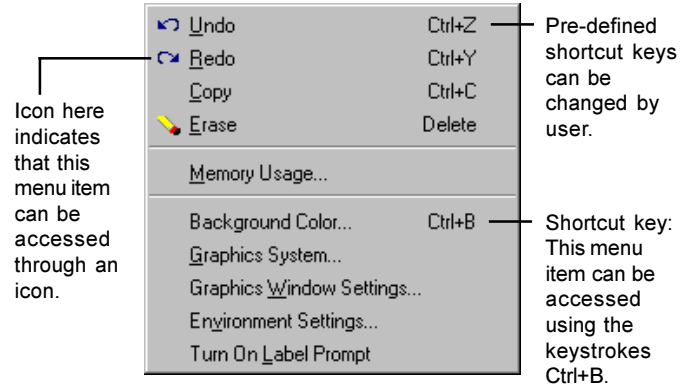 Undo Ctrl+Z
Redo Ctrl+Y
Copy Ctrl+C
Erase Delete
Memory Usage...
Background Color... Ctrl+B
Graphics System...
Graphics Window Settings...
Environment Settings...
Turn On Label Prompt
Icon here
indicates
that this
menu item
can be
accessed
through an
icon.
Pre-defined
shortcut keys
can be
changed by
user.
Shortcut key:
This menu
item can be
accessed
using the
keystrokes
Ctrl+B.